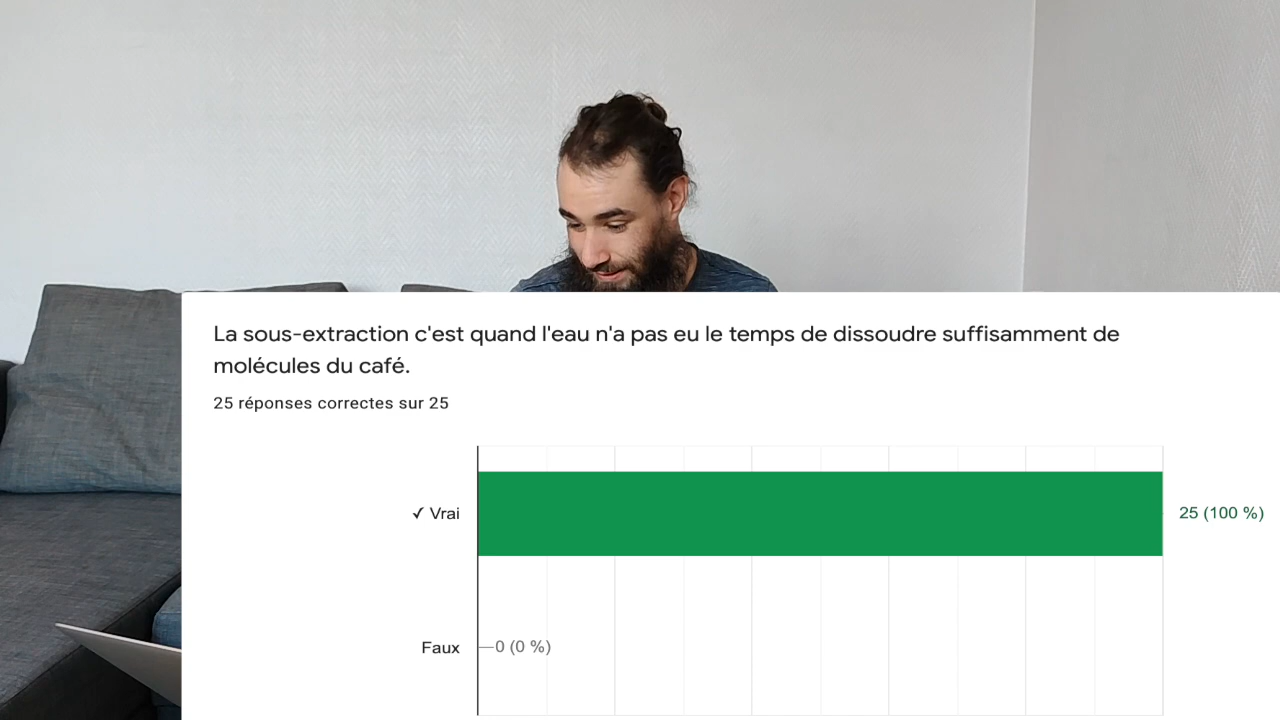 La sous-extraction c'est quand l'eau n'a pas eu le temps de dissoudre suffisamment de
molécules du café.
25 réponses correctes sur 25
✓ Vrai
25 (100 %)
Faux
0 (0 %)